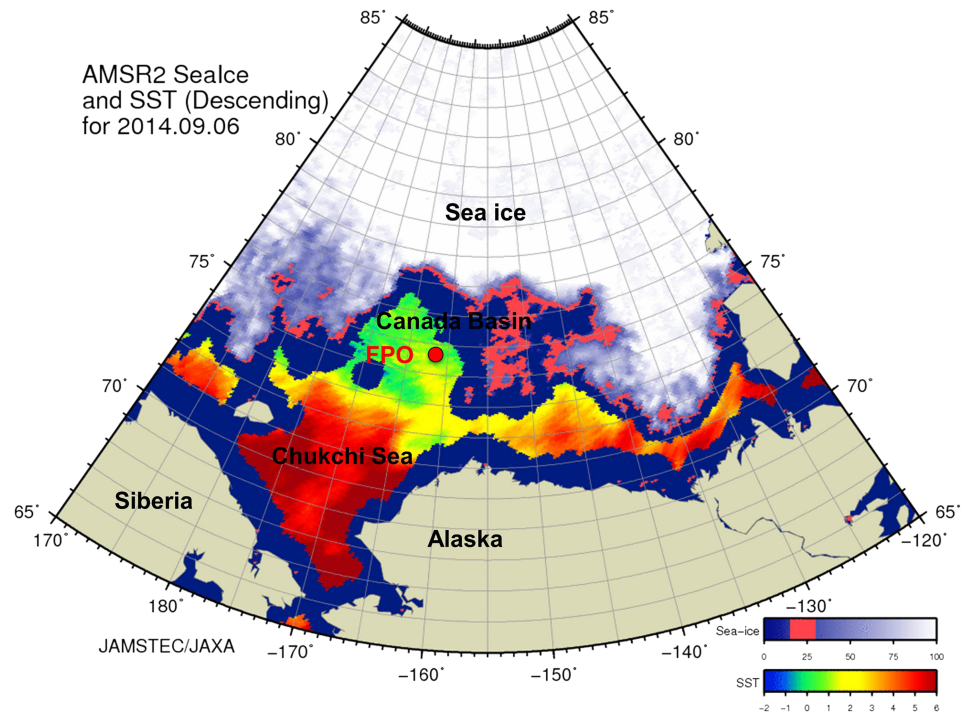 85˚
85˚
AMSR2 SeaIce
and SST (Descending)
for 2014.09.06
80˚
80˚
Sea ice
75˚
75˚
Canada Basin
FPO
70˚
70˚
Chukchi Sea
Siberia
Alaska
65˚
65˚
170˚
-120˚
180˚
-130˚
JAMSTEC/JAXA
-170˚
-140˚
-160˚
-150˚
Sea-ice
0 25 50 75 100
SST
-2 -1 0 1 2 3 4 5 6